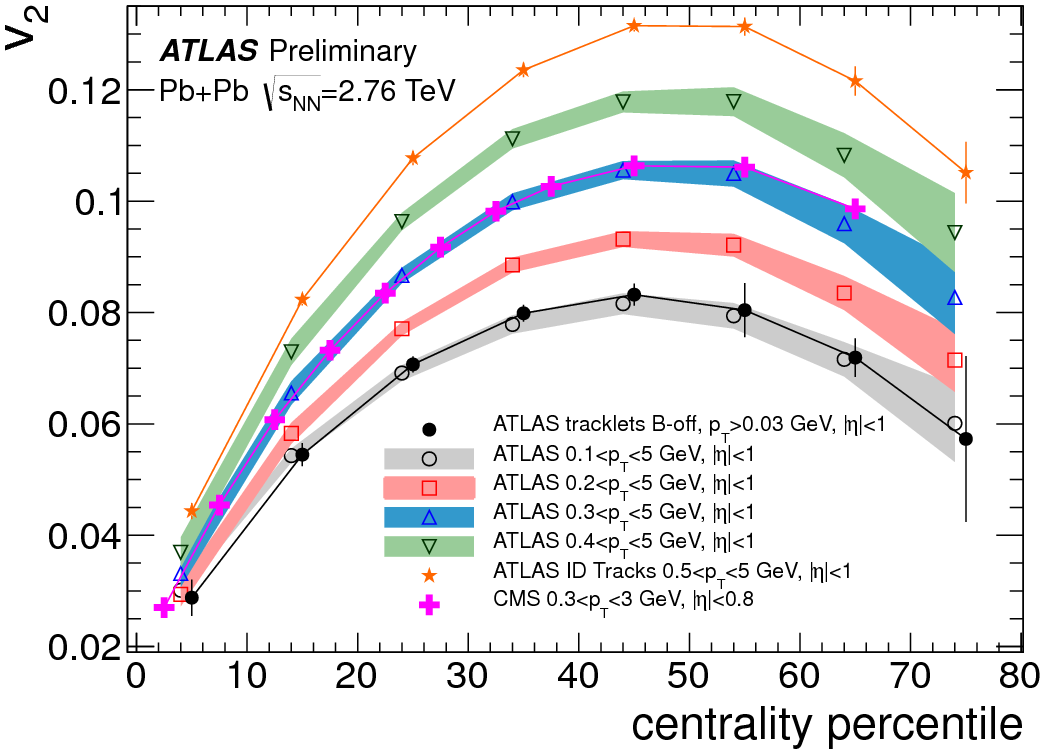 v2
ATLAS Preliminary
Pb+Pb √sNN=2.76 TeV
0.12
0.1
0.08
0.06
0.04
0.02
ATLAS tracklets B-off, pT>0.03 GeV, |η|<1
ATLAS 0.1<pT<5 GeV, |η|<1
ATLAS 0.2<pT<5 GeV, |η|<1
ATLAS 0.3<pT<5 GeV, |η|<1
ATLAS 0.4<pT<5 GeV, |η|<1
ATLAS ID Tracks 0.5<pT<5 GeV, |η|<1
CMS 0.3<pT<3 GeV, |η|<0.8
0 10 20 30 40 50 60 70 80
centrality percentile